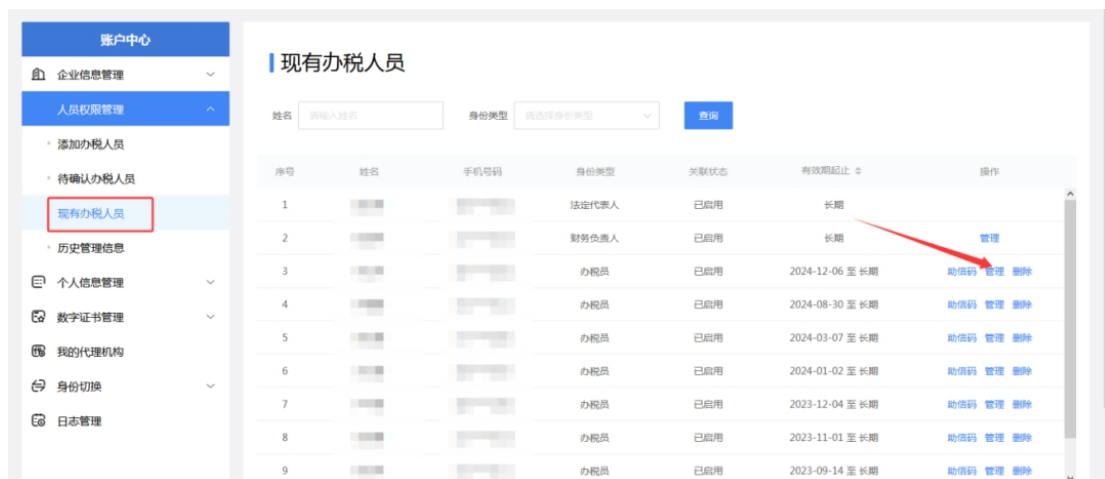 账户中心
企业信息管理
人员权限管理
添加办税人员
待确认办税人员
现有办税人员
历史管理信息
个人信息管理
数字证书管理
我的代理机构
身份切换
日志管理
现有办税人员
姓名 请输入姓名 身份类型 请选择身份类型 查询
序号 姓名 手机号码 身份类型 关联状态 有效期起止 操作
1 法定代表人 已启用 长期
2 财务负责人 已启用 长期 管理
3 办税员 已启用 2024-12-06 至 长期 助信码 管理 删除
4 办税员 已启用 2024-08-30 至 长期 助信码 管理 删除
5 办税员 已启用 2024-03-07 至 长期 助信码 管理 删除
6 办税员 已启用 2024-01-02 至 长期 助信码 管理 删除
7 办税员 已启用 2023-12-04 至 长期 助信码 管理 删除
8 办税员 已启用 2023-11-01 至 长期 助信码 管理 删除
9 办税员 已启用 2023-09-14 至 长期 助信码 管理 删除